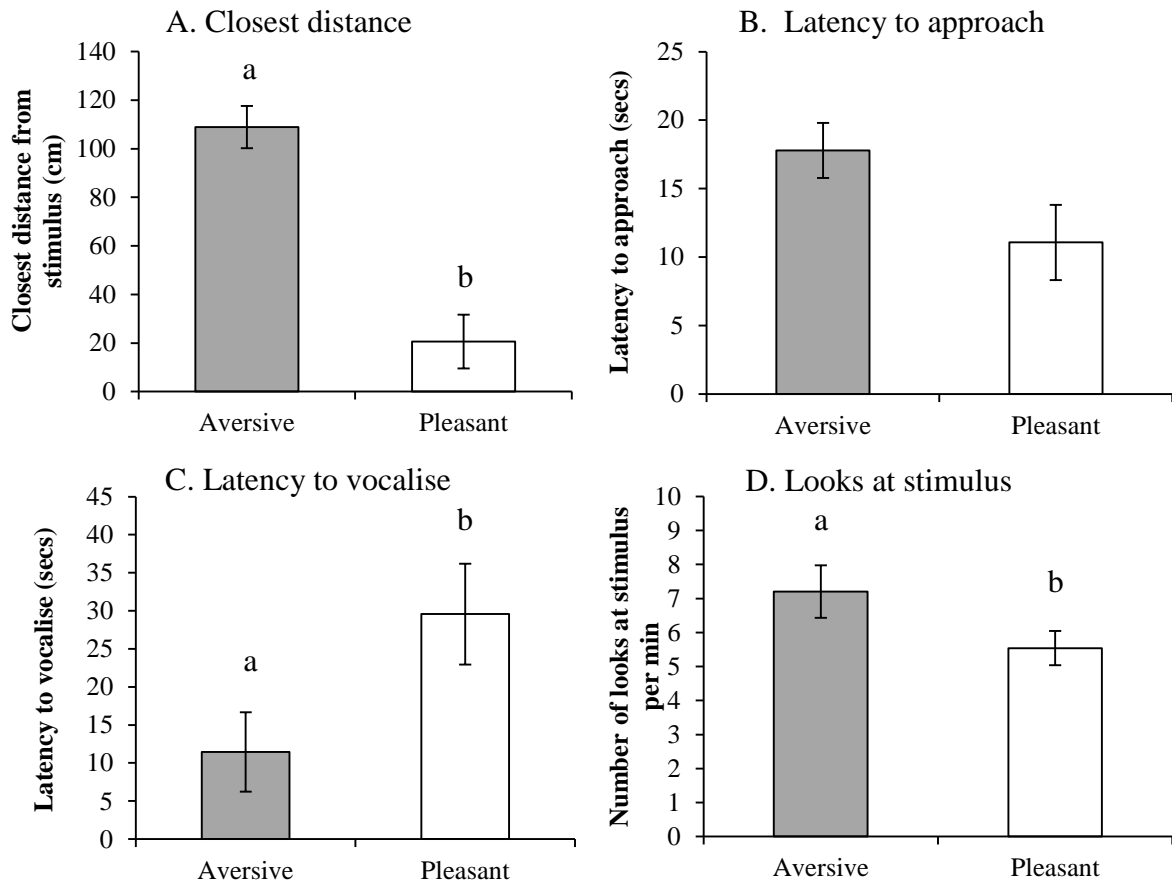 A. Closest distance
Closest distance from
stimulus (cm)
140
120
100
80
60
40
20
0
a
b
Aversive
Pleasant
B. Latency to approach
Latency to approach (secs)
25
20
15
10
5
0
Aversive
Pleasant
C. Latency to vocalise
Latency to vocalise (secs)
45
40
35
30
25
20
15
10
5
0
a
b
Aversive
Pleasant
D. Looks at stimulus
Number of looks at stimulus
per min
10
9
8
7
6
5
4
3
2
1
0
a
b
Aversive
Pleasant